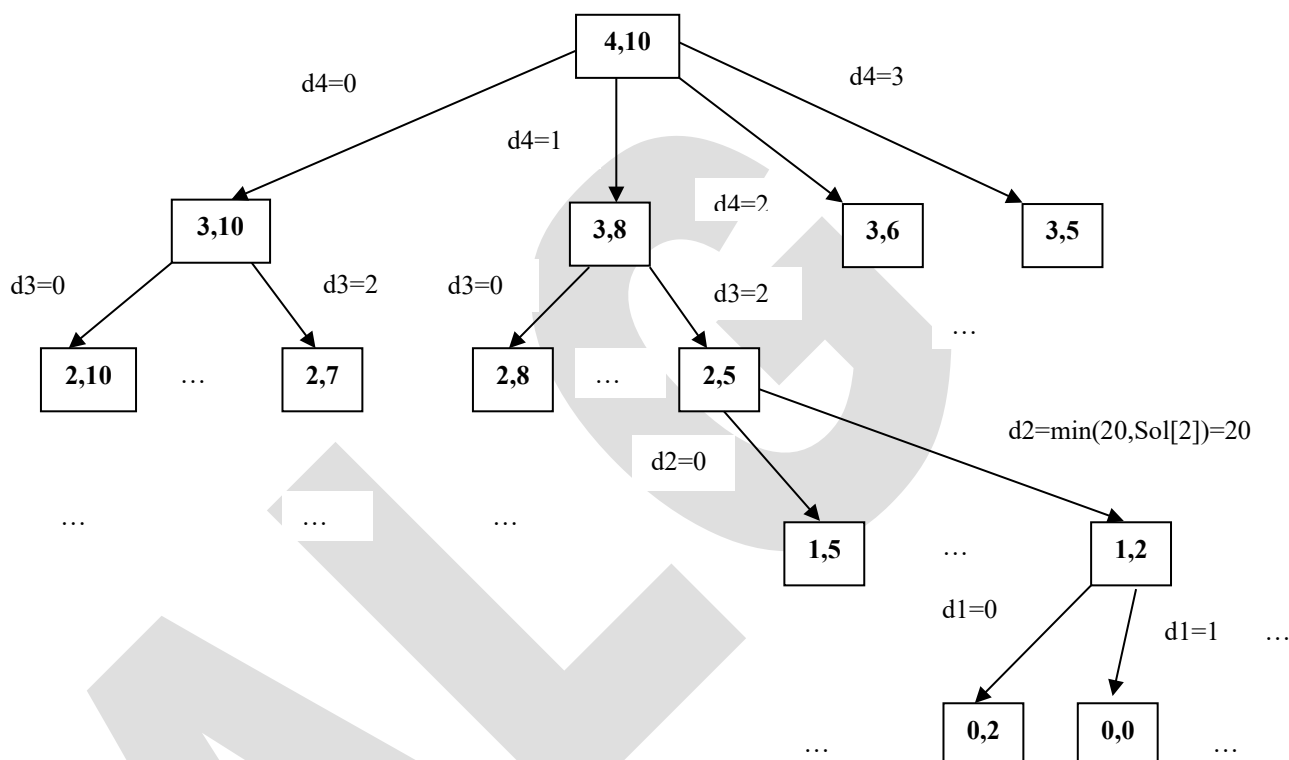 4,10
d4=0
d4=3
d4=1
d4=2
3,10
3,8
3,6
3,5
d3=0
d3=2
d3=0
d3=2
…
2,10
…
2,7
2,8
…
2,5
d2=min(20,Sol[2])=20
d2=0
…
…
…
1,5
…
1,2
d1=0
d1=1
…
0,2
0,0
…
…